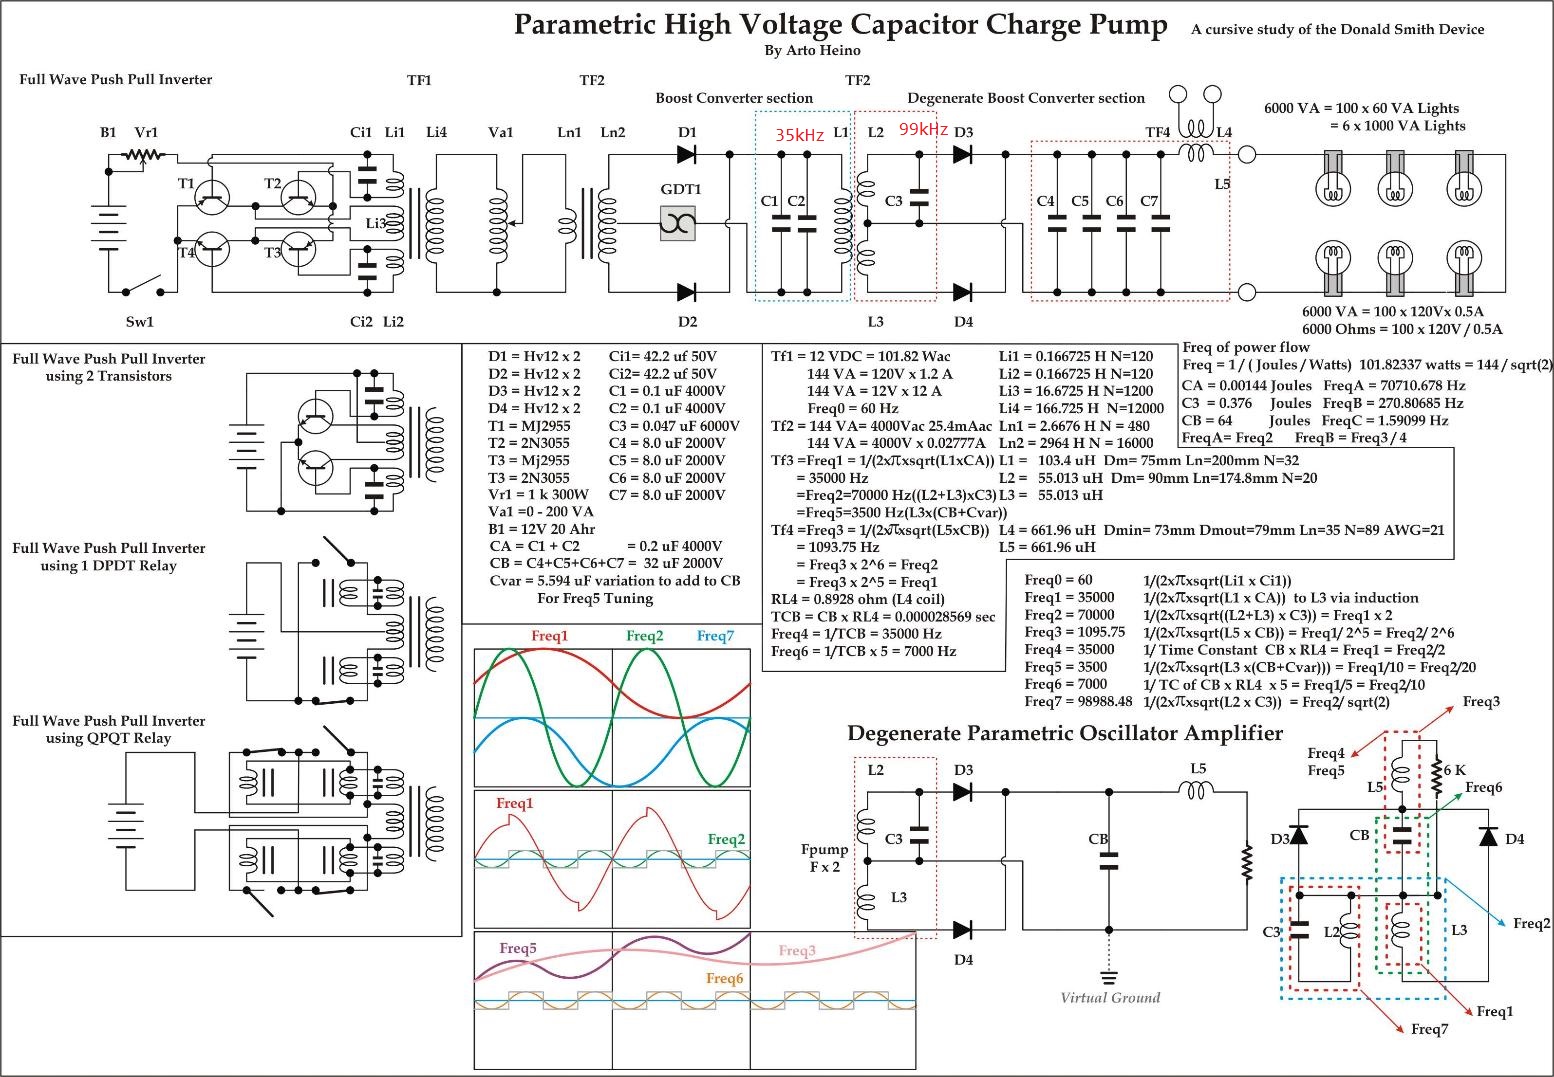 Parametric High Voltage Capacitor Charge Pump
A cursive study of the Donald Smith Device
By Arto Heino
Full Wave Push Pull Inverter
TF1
TF2
TF2
Boost Converter section
Degenerate Boost Converter section
6000 VA = 100 x 60 VA Lights
= 6 x 1000 VA Lights
B1
Vr1
Ci1
Li1
Li4
Va1
Ln1
Ln2
D1
35kHz
L1
L2
99kHz
D3
TF4
L4
T1
T2
GDT1
L5
C1
C2
C3
C4
C5
C6
C7
Li3
T4
T3
Sw1
Ci2
Li2
D2
L3
D4
6000 VA = 100 x 120V x 0.5A
6000 Ohms = 100 x 120V / 0.5A
Full Wave Push Pull Inverter
using 2 Transistors
Full Wave Push Pull Inverter
using 1 DPDT Relay
Full Wave Push Pull Inverter
using QPQT Relay
D1 = Hv12 x 2 Ci1= 42.2 uf 50V
D2 = Hv12 x 2 Ci2= 42.2 uf 50V
D3 = Hv12 x 2 C1 = 0.1 uF 4000V
D4 = Hv12 x 2 C2 = 0.1 uF 4000V
T1 = MJ2955 C3 = 0.047 uF 6000V
T2 = 2N3055 C4 = 8.0 uF 2000V
T3 = Mj2955 C5 = 8.0 uF 2000V
T3 = 2N3055 C6 = 8.0 uF 2000V
Vr1 = 1 k 300W C7 = 8.0 uF 2000V
Va1 =0 - 200 VA
B1 = 12V 20 Ahr
CA = C1 + C2 = 0.2 uF 4000V
CB = C4+C5+C6+C7 = 32 uF 2000V
Cvar = 5.594 uF variation to add to CB
For Freq5 Tuning
Tf1 = 12 VDC = 101.82 Wac Li1 = 0.166725 H N=120
144 VA = 120V x 1.2 A Li2 = 0.166725 H N=120
144 VA = 12V x 12 A Li3 = 16.6725 H N=1200
Freq0 = 60 Hz Li4 = 166.725 H N=12000
Tf2 = 144 VA= 4000Vac 25.4mAac Ln1 = 2.6676 H N = 480
144 VA = 4000V x 0.02777A Ln2 = 2964 H N = 16000
Tf3 =Freq1 = 1/(2xπxsqrt(L1xCA)) L1 = 103.4 uH Dm= 75mm Ln=200mm N=32
= 35000 Hz L2 = 55.013 uH Dm= 90mm Ln=174.8mm N=20
=Freq2=70000 Hz((L2+L3)xC3) L3 = 55.013 uH
=Freq5=3500 Hz(L3x(CB+Cvar))
Tf4 =Freq3 = 1/(2xπxsqrt(L5xCB)) L4 = 661.96 uH Dmin= 73mm Dmout=79mm Ln=35 N=89 AWG=21
= 1093.75 Hz L5 = 661.96 uH
= Freq3 x 2^6 = Freq2
= Freq3 x 2^5 = Freq1
RL4 = 0.8928 ohm (L4 coil)
TCB = CB x RL4 = 0.000028569 sec
Freq4 = 1/TCB = 35000 Hz
Freq6 = 1/TCB x 5 = 7000 Hz
Freq of power flow
Freq = 1 / ( Joules / Watts) 101.82337 watts = 144 / sqrt(2)
CA = 0.00144 Joules FreqA = 70710.678 Hz
C3 = 0.376 Joules FreqB = 270.80685 Hz
CB = 64 Joules FreqC = 1.59099 Hz
FreqA= Freq2 FreqB = Freq3 / 4
Freq0 = 60 1/(2xπxsqrt(Li1 x Ci1))
Freq1 = 35000 1/(2xπxsqrt(L1 x CA)) to L3 via induction
Freq2 = 70000 1/(2xπxsqrt((L2+L3) x C3)) = Freq1 x 2
Freq3 = 1095.75 1/(2xπxsqrt(L5 x CB)) = Freq1/ 2^5 = Freq2/ 2^6
Freq4 = 35000 1/ Time Constant CB x RL4 = Freq1 = Freq2/2
Freq5 = 3500 1/(2xπxsqrt(L3 x(CB+Cvar))) = Freq1/10 = Freq2/20
Freq6 = 7000 1/ TC of CB x RL4 x 5 = Freq1/5 = Freq2/10
Freq7 = 98988.48 1/(2xπxsqrt(L2 x C3)) = Freq2/ sqrt(2)
Freq1
Freq2
Freq7
Freq1
Freq2
Freq5
Freq3
Freq6
Degenerate Parametric Oscillator Amplifier
L2
D3
L5
C3
CB
Fpump
F x 2
L3
D4
Virtual Ground
Freq3
Freq4
Freq5
6 K
L5
Freq6
D3
CB
D4
Freq2
C3
L2
L3
Freq1
Freq7